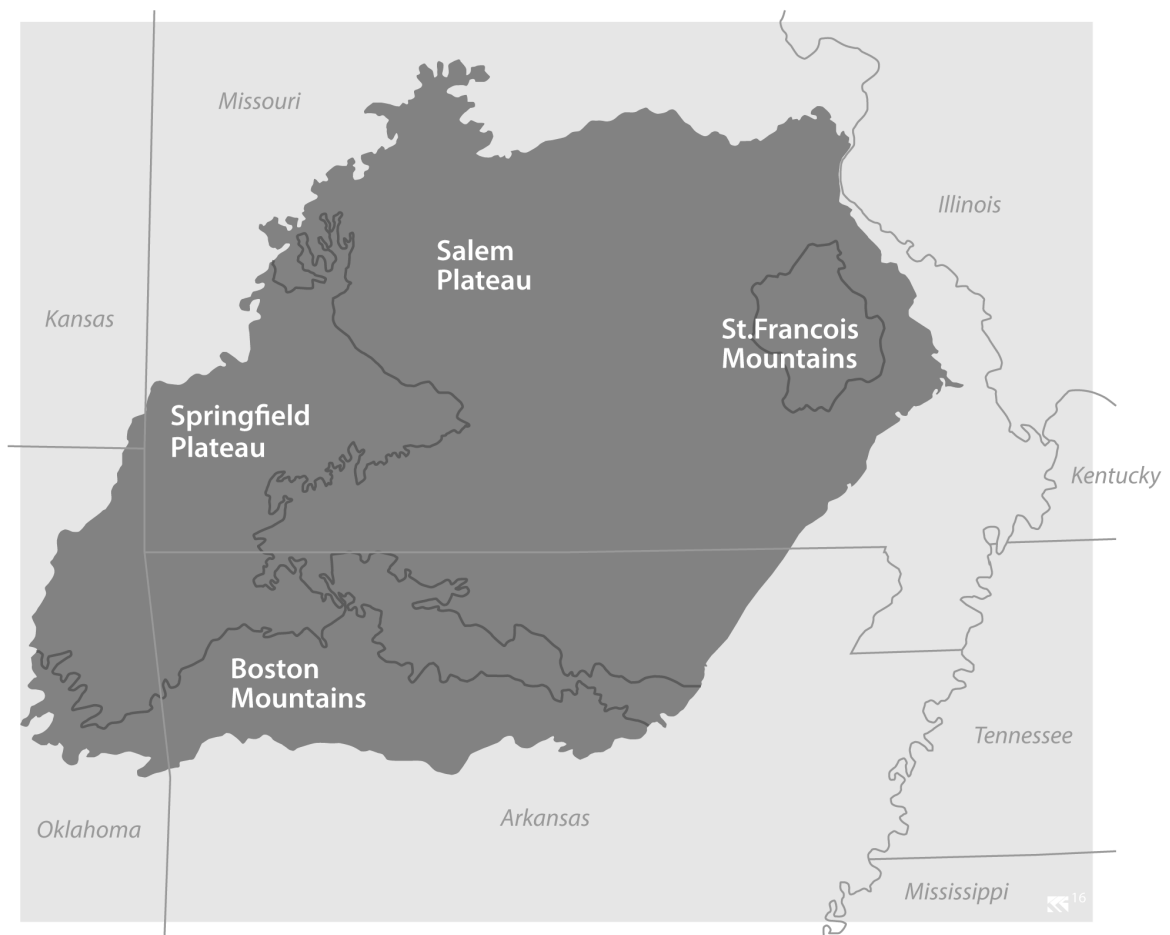 Missouri
Illinois
Salem
Plateau
Kansas
St.Francois
Mountains
Springfield
Plateau
Kentucky
Boston
Mountains
Tennessee
Oklahoma
Arkansas
Mississippi
16